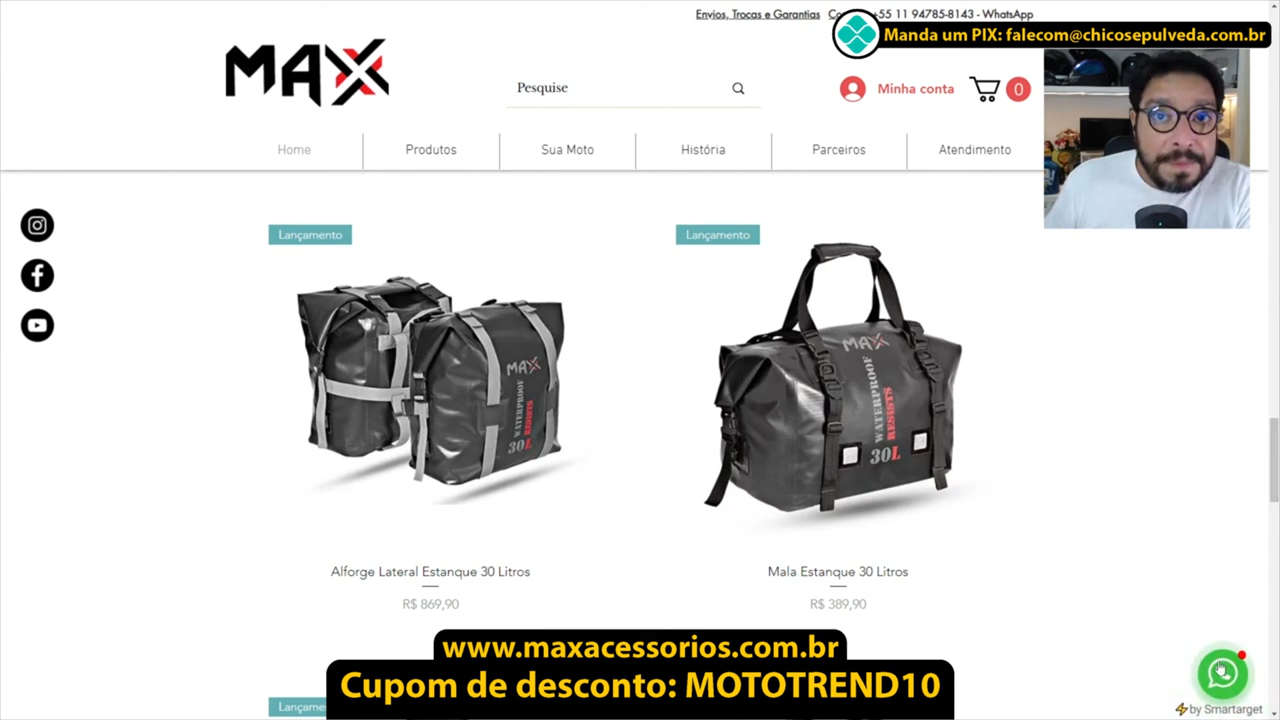 Envios, Trocas e Garantias
+55 11 94785-8143 - WhatsApp
Manda um PIX: falecom@chicosepulveda.com.br
MAX
Pesquise
Minha conta
0
Home
Produtos
Sua Moto
História
Parceiros
Atendimento
Lançamento
Lançamento
MAX
WATERPROOF
30L
MAX
WATERPROOF
RESISTS
30L
Alforge Lateral Estanque 30 Litros
R$ 869,90
Mala Estanque 30 Litros
R$ 389,90
www.maxacessorios.com.br
Cupom de desconto: MOTOTREND10
by Smartarget